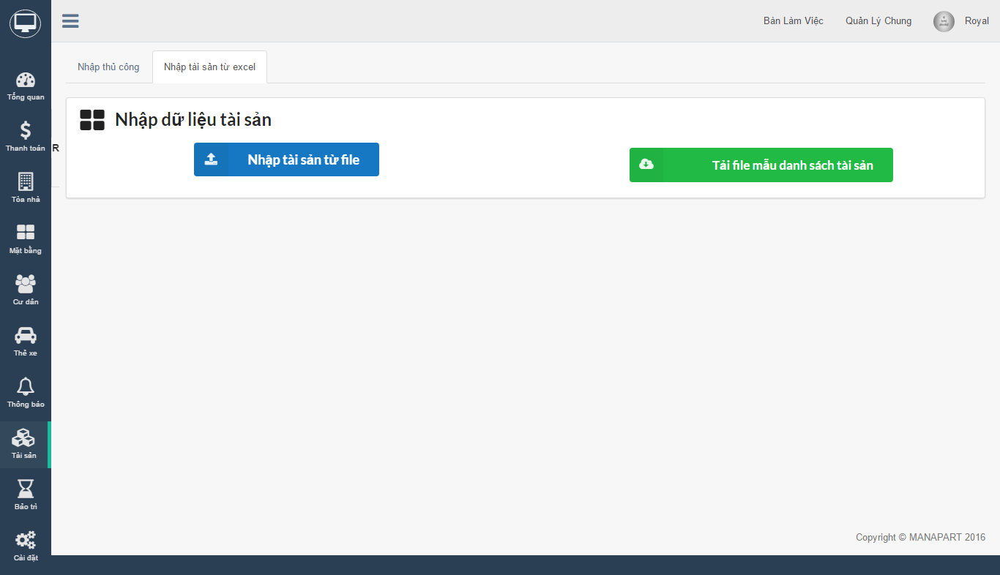 Bàn Làm Việc
Quản Lý Chung
Royal
Nhập thủ công
Nhập tài sản từ excel
Nhập dữ liệu tài sản
Nhập tài sản từ file
Tải file mẫu danh sách tài sản
Tổng quan
Thanh toán
R
Tòa nhà
Mặt bằng
Cư dân
Thẻ xe
Thông báo
Tài sản
Bảo trì
Cài đặt
Copyright © MANAPART 2016